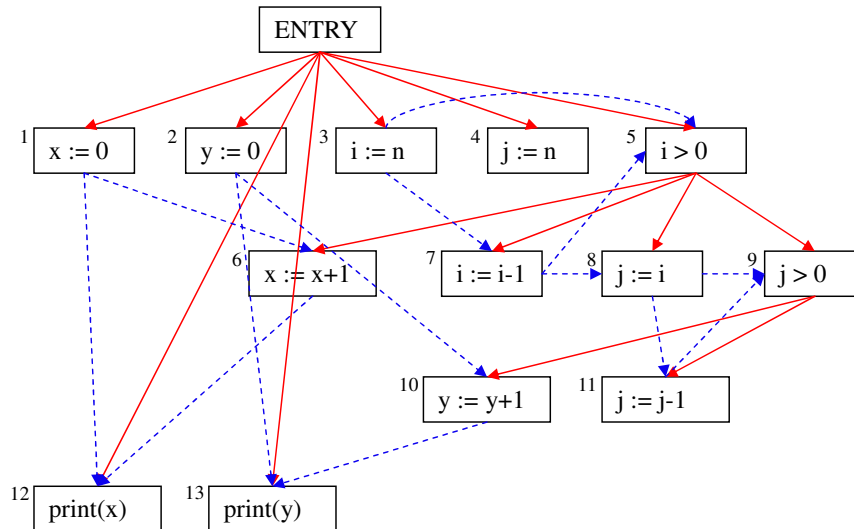 ENTRY
1 x := 0
2 y := 0
3 i := n
4 j := n
5 i > 0
6 x := x+1
7 i := i-1
8 j := i
9 j > 0
10 y := y+1
11 j := j-1
12 print(x)
13 print(y)